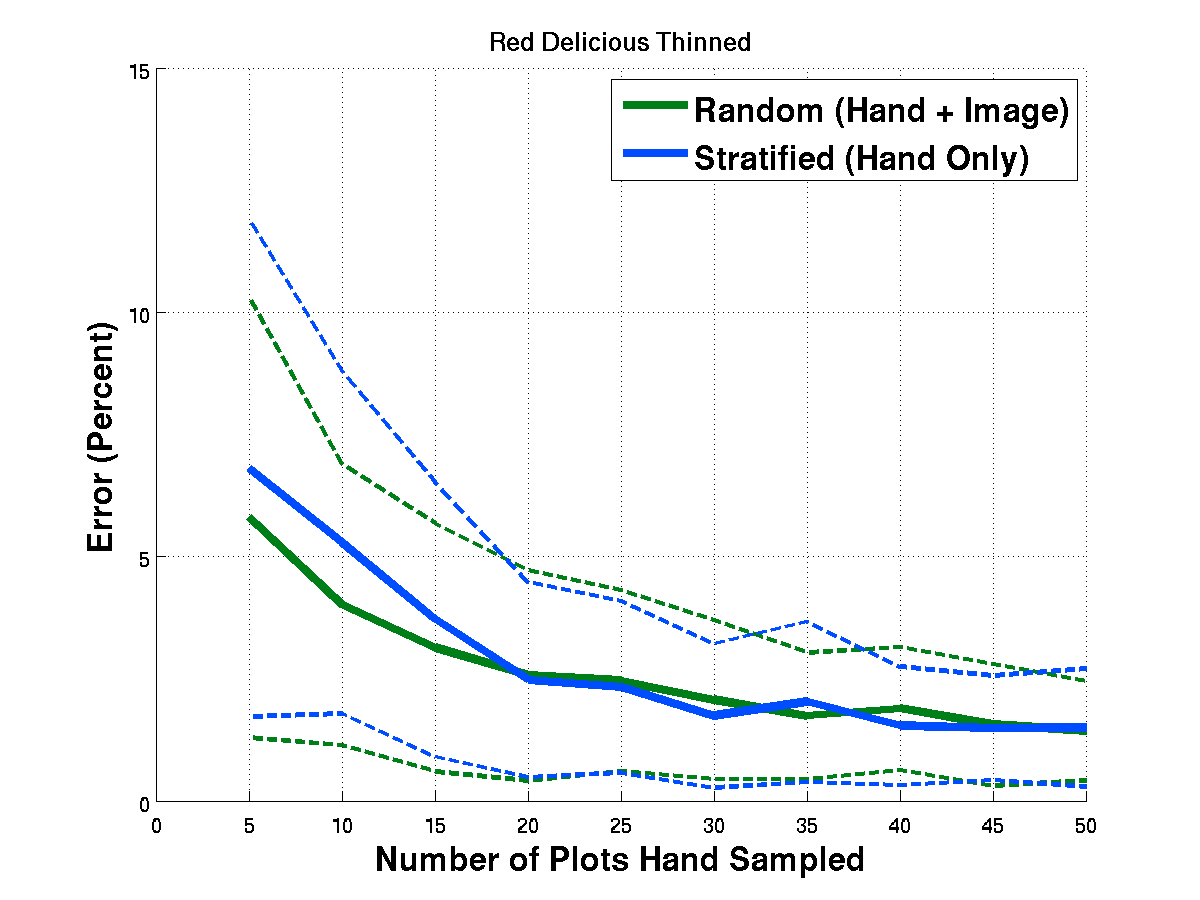 Red Delicious Thinned
15
10
5
0
Error (Percent)
Random (Hand + Image)
Stratified (Hand Only)
0 5 10 15 20 25 30 35 40 45 50
Number of Plots Hand Sampled